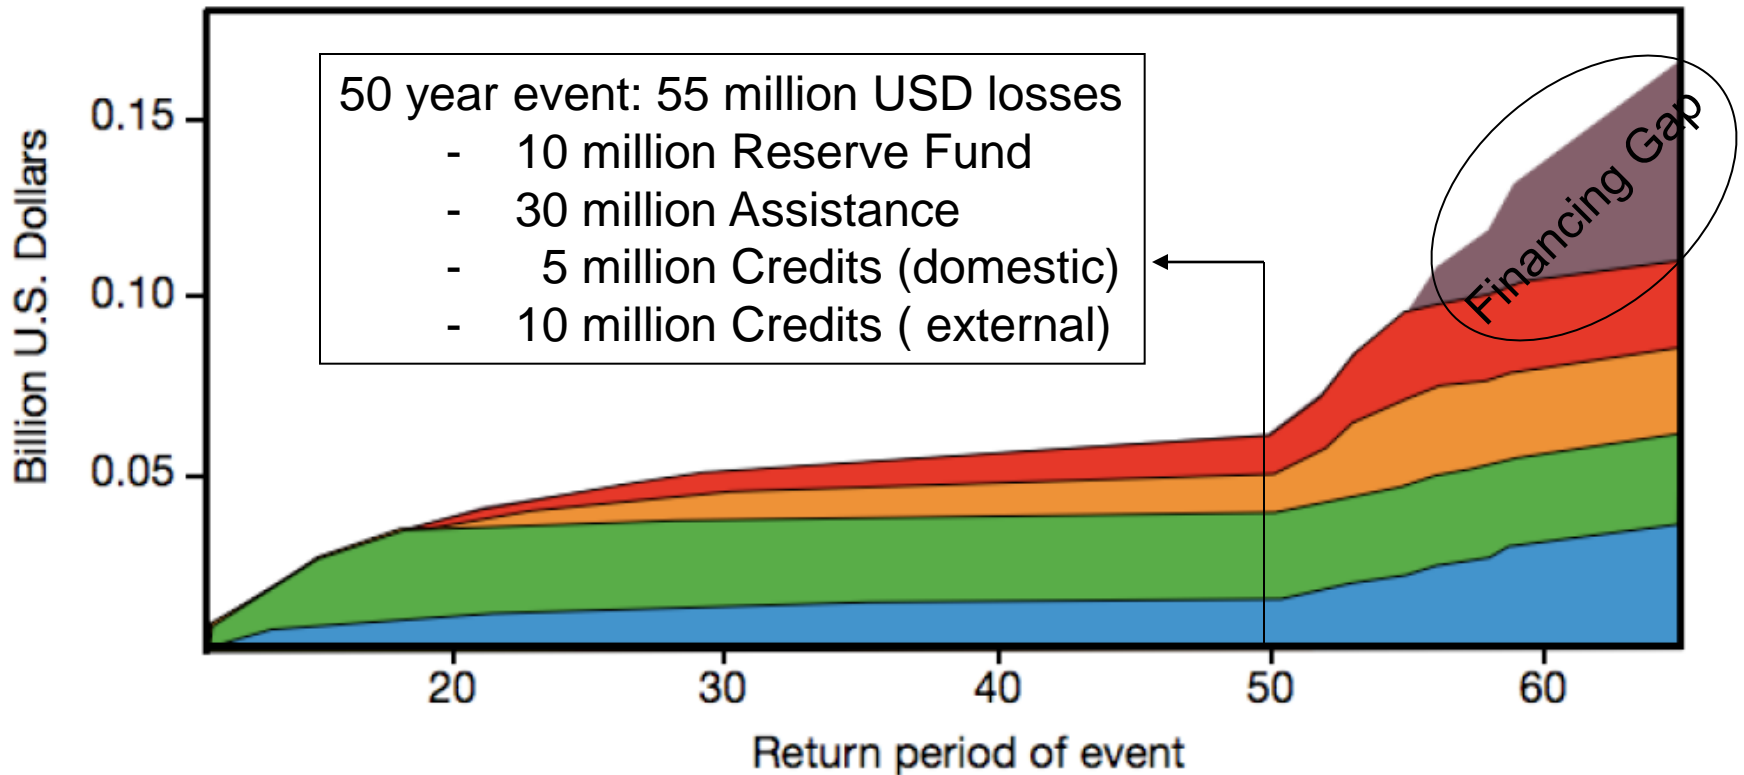 Billion U.S. Dollars
0.15
0.10
0.05
50 year event: 55 million USD losses
- 10 million Reserve Fund
- 30 million Assistance
- 5 million Credits (domestic)
- 10 million Credits ( external)
Financing Gap
20 30 40 50 60
Return period of event